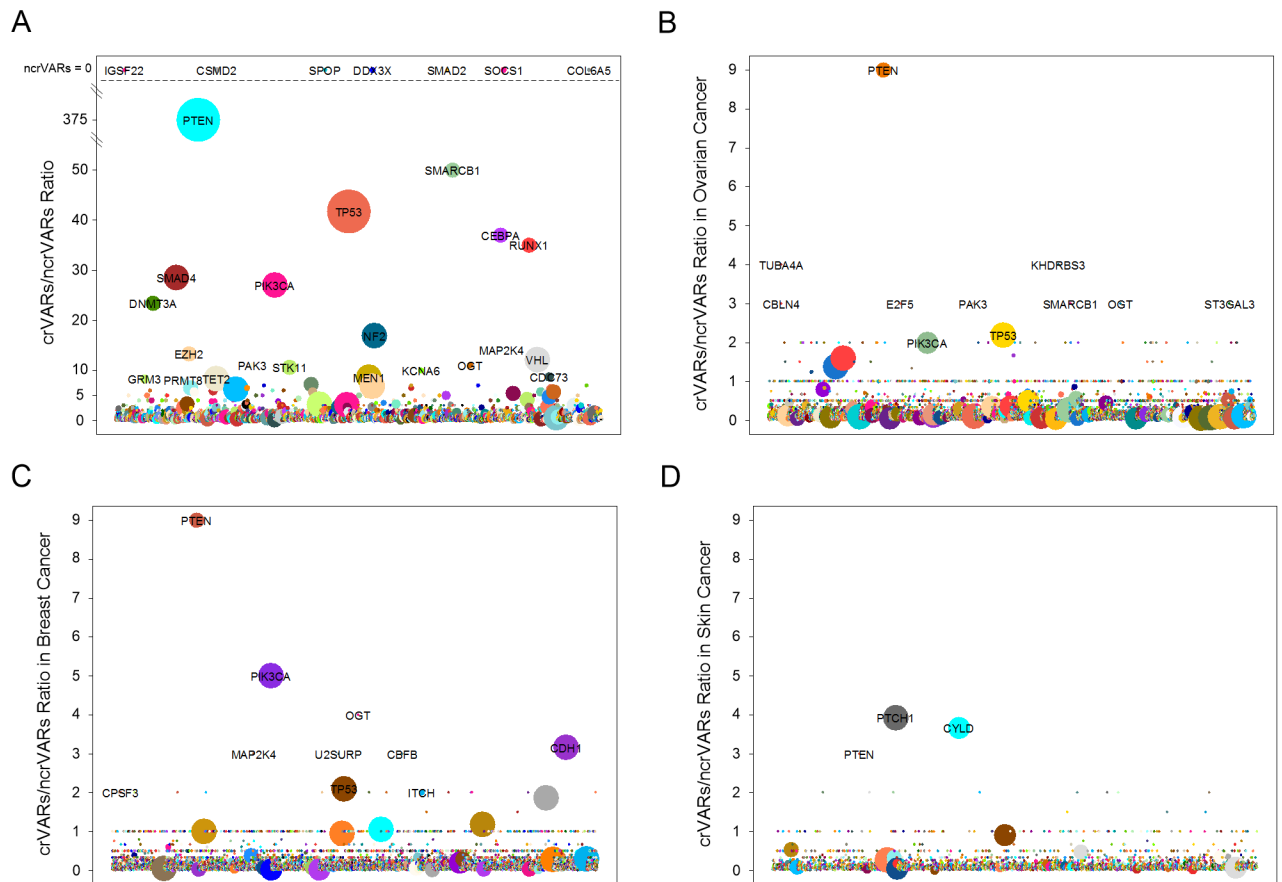 A
ncrVARs = 0
IGSF22 CSMD2 SPOP DDX3X SMAD2 SOCS1 COL6A5
375
PTEN
50
SMARCB1
40
TP53
CEBPA
RUNX1
30
SMAD4
PIK3CA
DNMT3A
20
NF2
EZH2
MAP2K4
VHL
10
PAK3
STK11
OGT
GRM3
PRMT8
TET2
MEN1
KCNA6
CDC73
5
0
crVARs/ncrVARs Ratio
B
9
PTEN
8
7
6
5
4
TUBA4A KHDRBS3
3
CBLN4 E2F5 PAK3 SMARCB1 OGT ST3GAL3
TP53
2
PIK3CA
1
0
crVARs/ncrVARs Ratio in Ovarian Cancer
C
9
PTEN
8
7
6
5
PIK3CA
4
OGT
CDH1
3
MAP2K4 U2SURP CBFB
TP53
2
CPSF3 ITCH
1
0
crVARs/ncrVARs Ratio in Breast Cancer
D
9
8
7
6
5
4
PTCH1
CYLD
3
PTEN
2
1
0
crVARs/ncrVARs Ratio in Skin Cancer